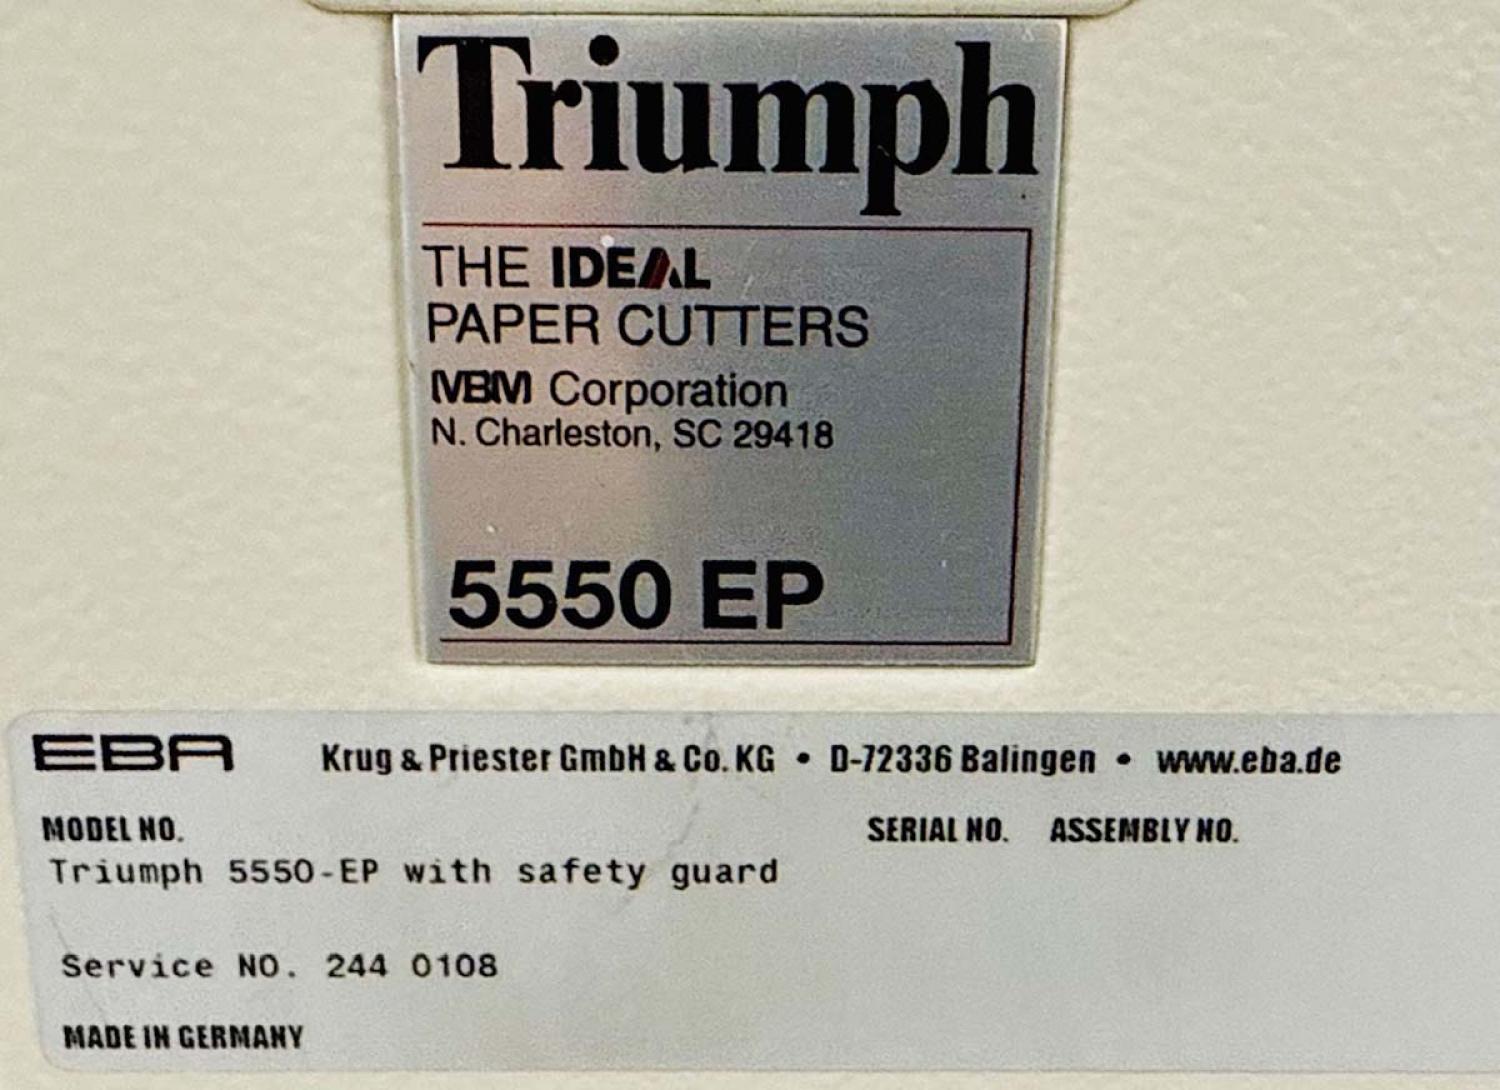 Triumph
THE IDEAL
PAPER CUTTERS
MBM Corporation
N. Charleston, SC 29418
5550 EP
EBA Krug & Priester GmbH & Co. KG • D-72336 Balingen • www.eba.de
MODEL NO. SERIAL NO. ASSEMBLY NO.
Triumph 5550-EP with safety guard
Service NO. 244 0108
MADE IN GERMANY